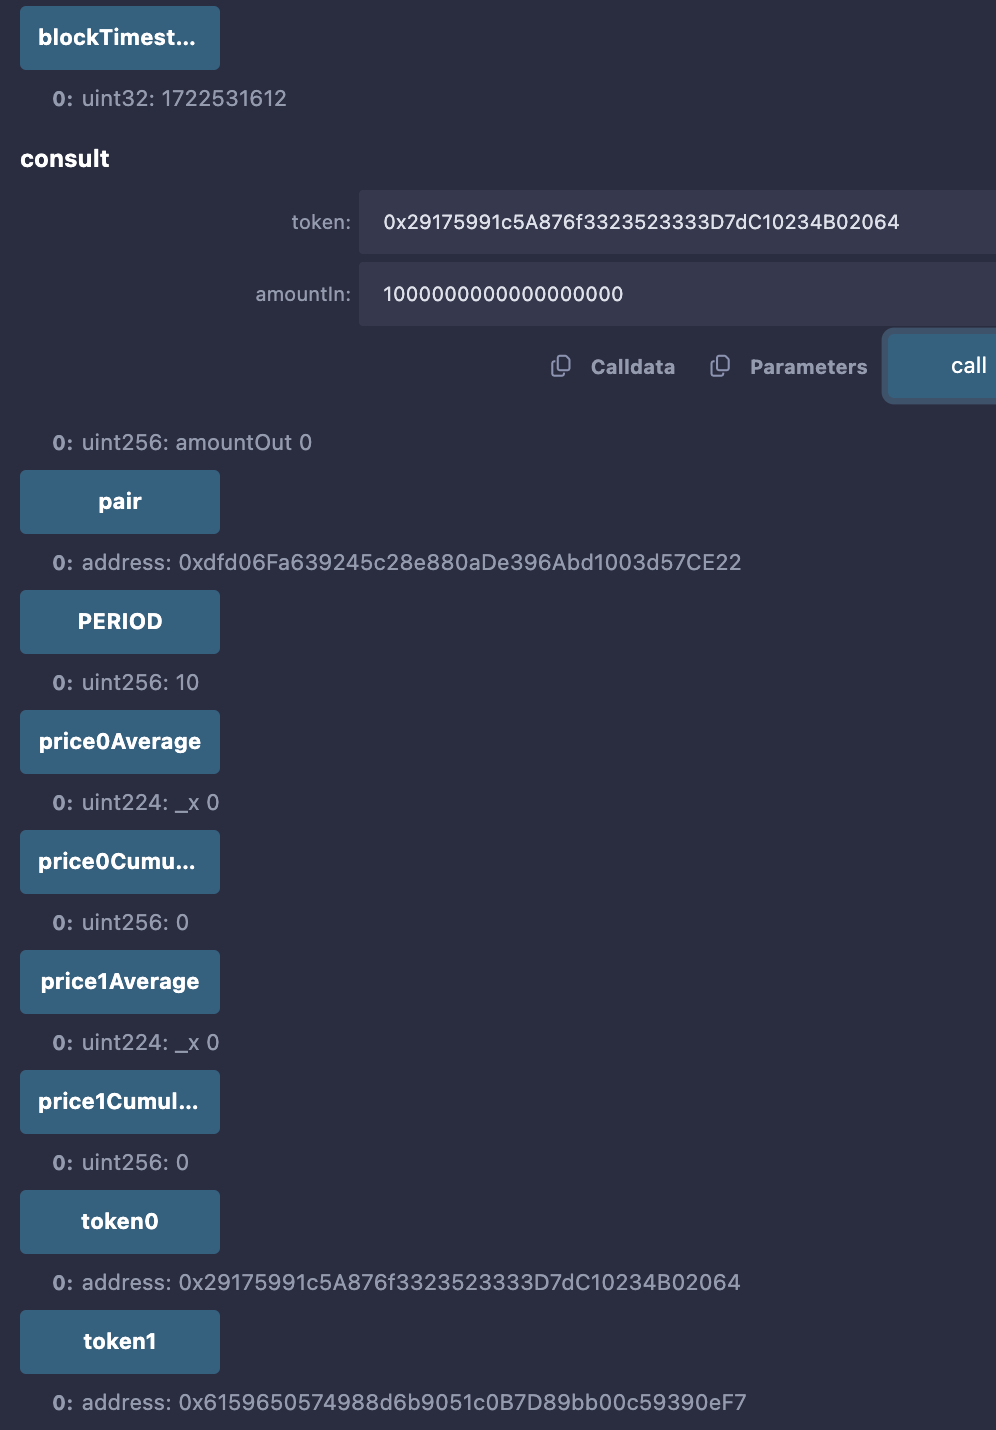 blockTimest...
0: uint32: 1722531612
consult
token: 0x29175991c5A876f3323523333D7dC10234B02064
amountIn: 1000000000000000000
Calldata Parameters call
0: uint256: amountOut 0
pair
0: address: 0xdfd06Fa639245c28e880aDe396Abd1003d57CE22
PERIOD
0: uint256: 10
price0Average
0: uint224: _x 0
price0Cumu...
0: uint256: 0
price1Average
0: uint224: _x 0
price1Cumul...
0: uint256: 0
token0
0: address: 0x29175991c5A876f3323523333D7dC10234B02064
token1
0: address: 0x6159650574988d6b9051c0B7D89bb00c59390eF7